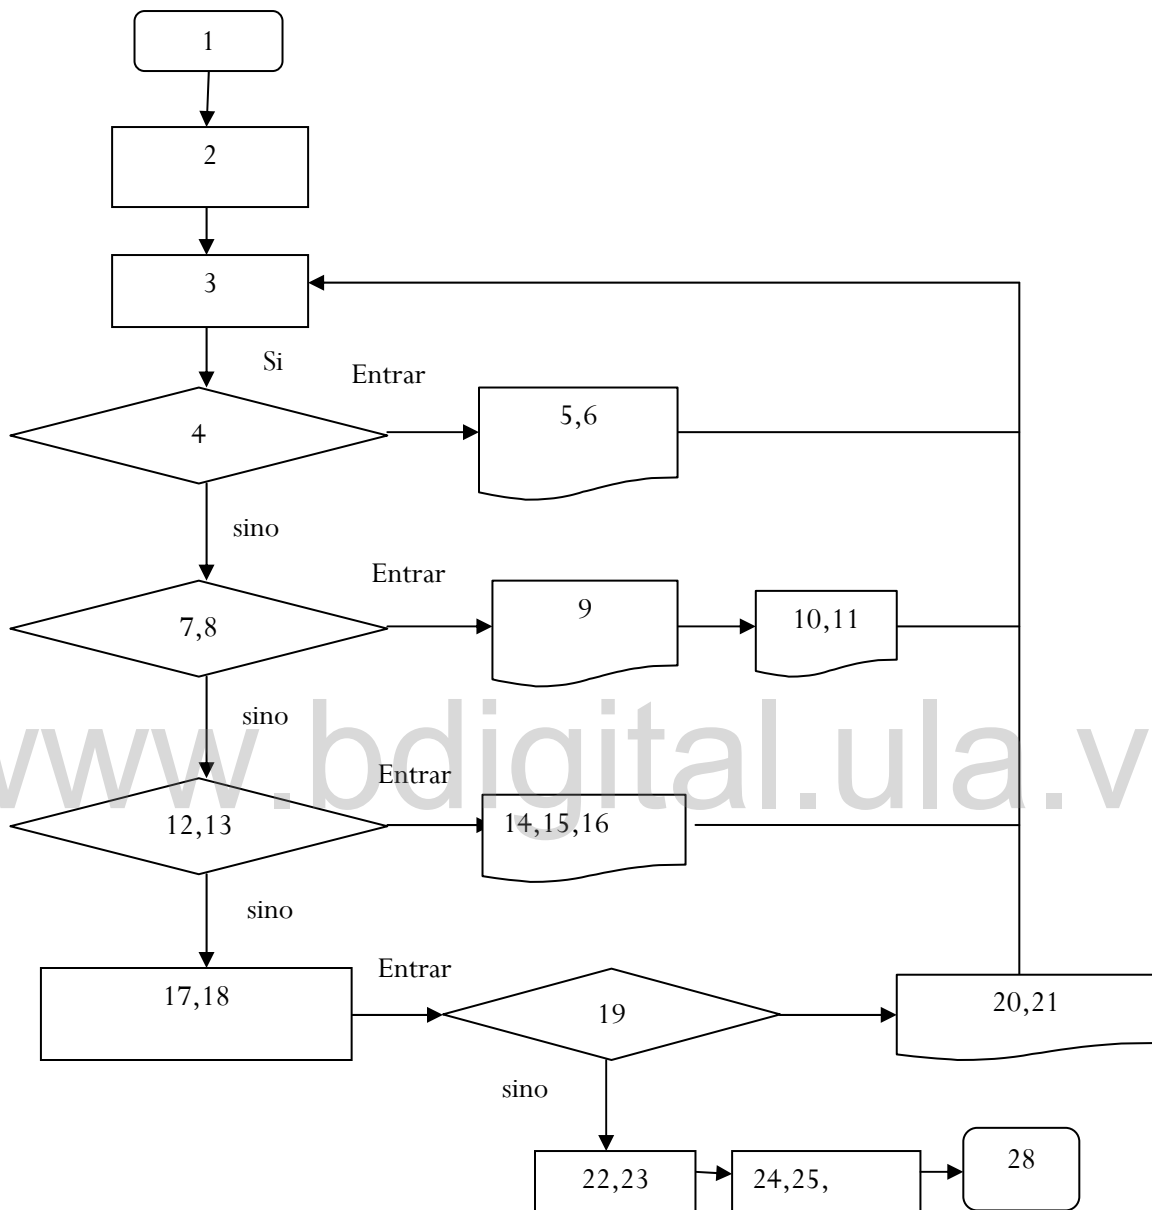 1
2
3
Si
Entrar
4
5,6
sino
Entrar
7,8
9
10,11
sino
www.bdigital.ula.v
Entrar
12,13
14,15,16
sino
Entrar
17,18
19
20,21
sino
22,23
24,25,
28